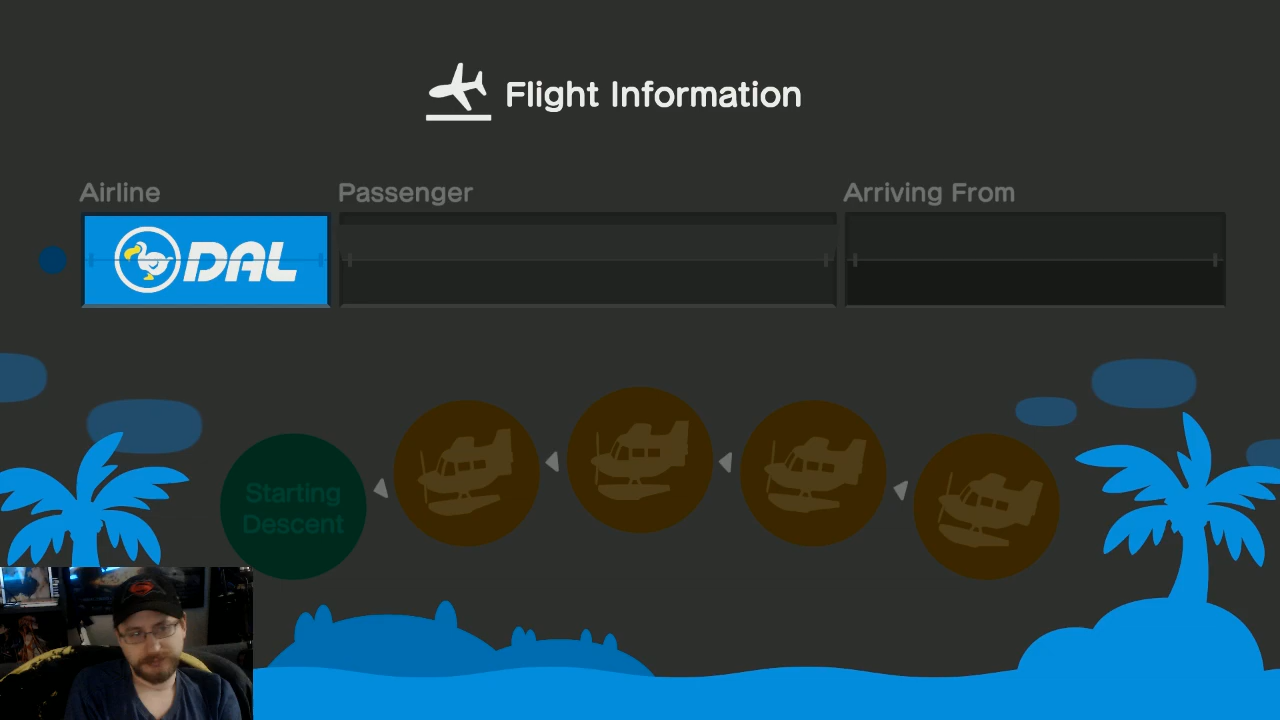 Flight Information
Airline
Passenger
Arriving From
DAL
Starting
Descent